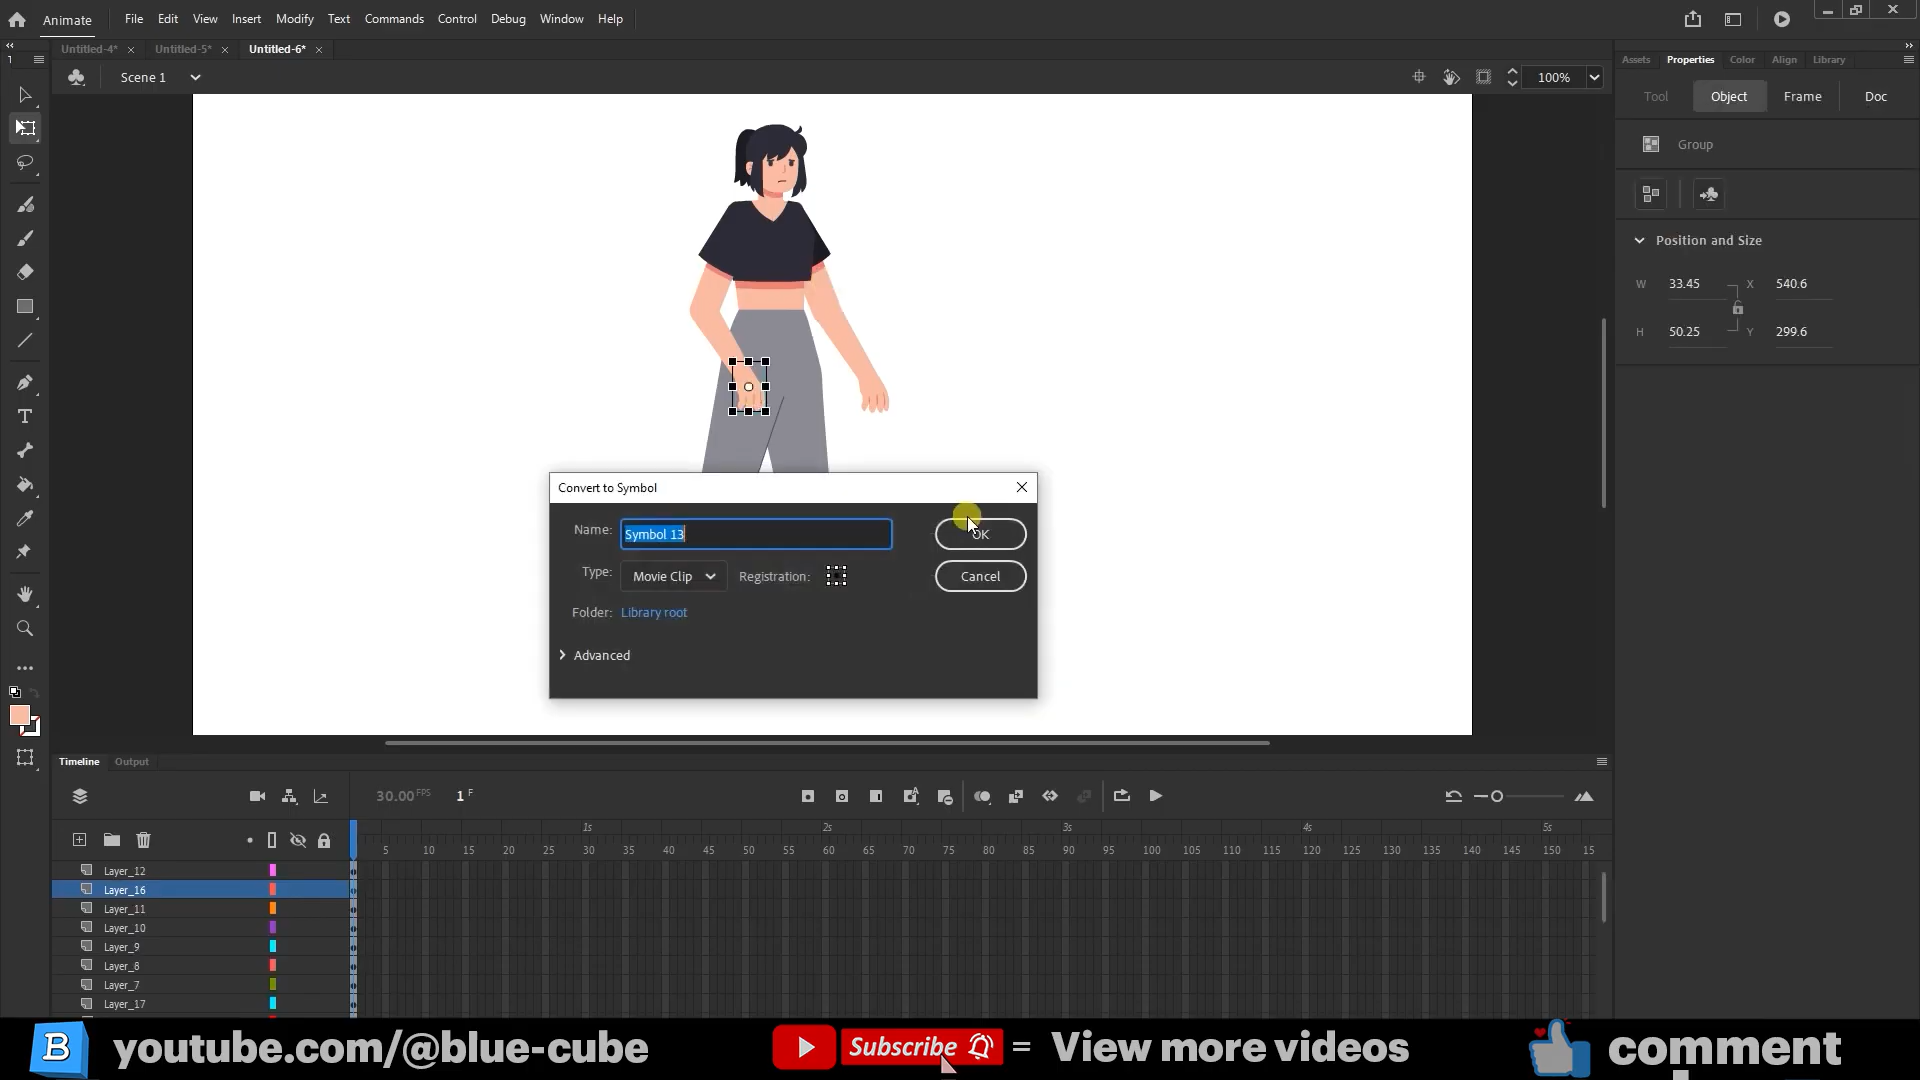 Animate File Edit View Insert Modify Text Commands Control Debug Window Help
Untitled-4* Untitled-5* Untitled-6*
Scene 1 100%
Assets Properties Color Align Library
Tool Object Frame Doc
Group
Position and Size
W 33.45 X 540.6
H 50.25 Y 299.6
Convert to Symbol
Name: Symbol 13 OK
Type: Movie Clip Registration: Cancel
Folder: Library root
Advanced
Timeline Output
30.00 FPS 1 F
1s 2s 3s 4s 5s
5 10 15 20 25 30 35 40 45 50 55 60 65 70 75 80 85 90 95 100 105 110 115 120 125 130 135 140 145 150 15
Layer_12
Layer_16
Layer_11
Layer_10
Layer_9
Layer_8
Layer_7
Layer_17
B youtube.com/@blue-cube Subscribe = View more videos comment